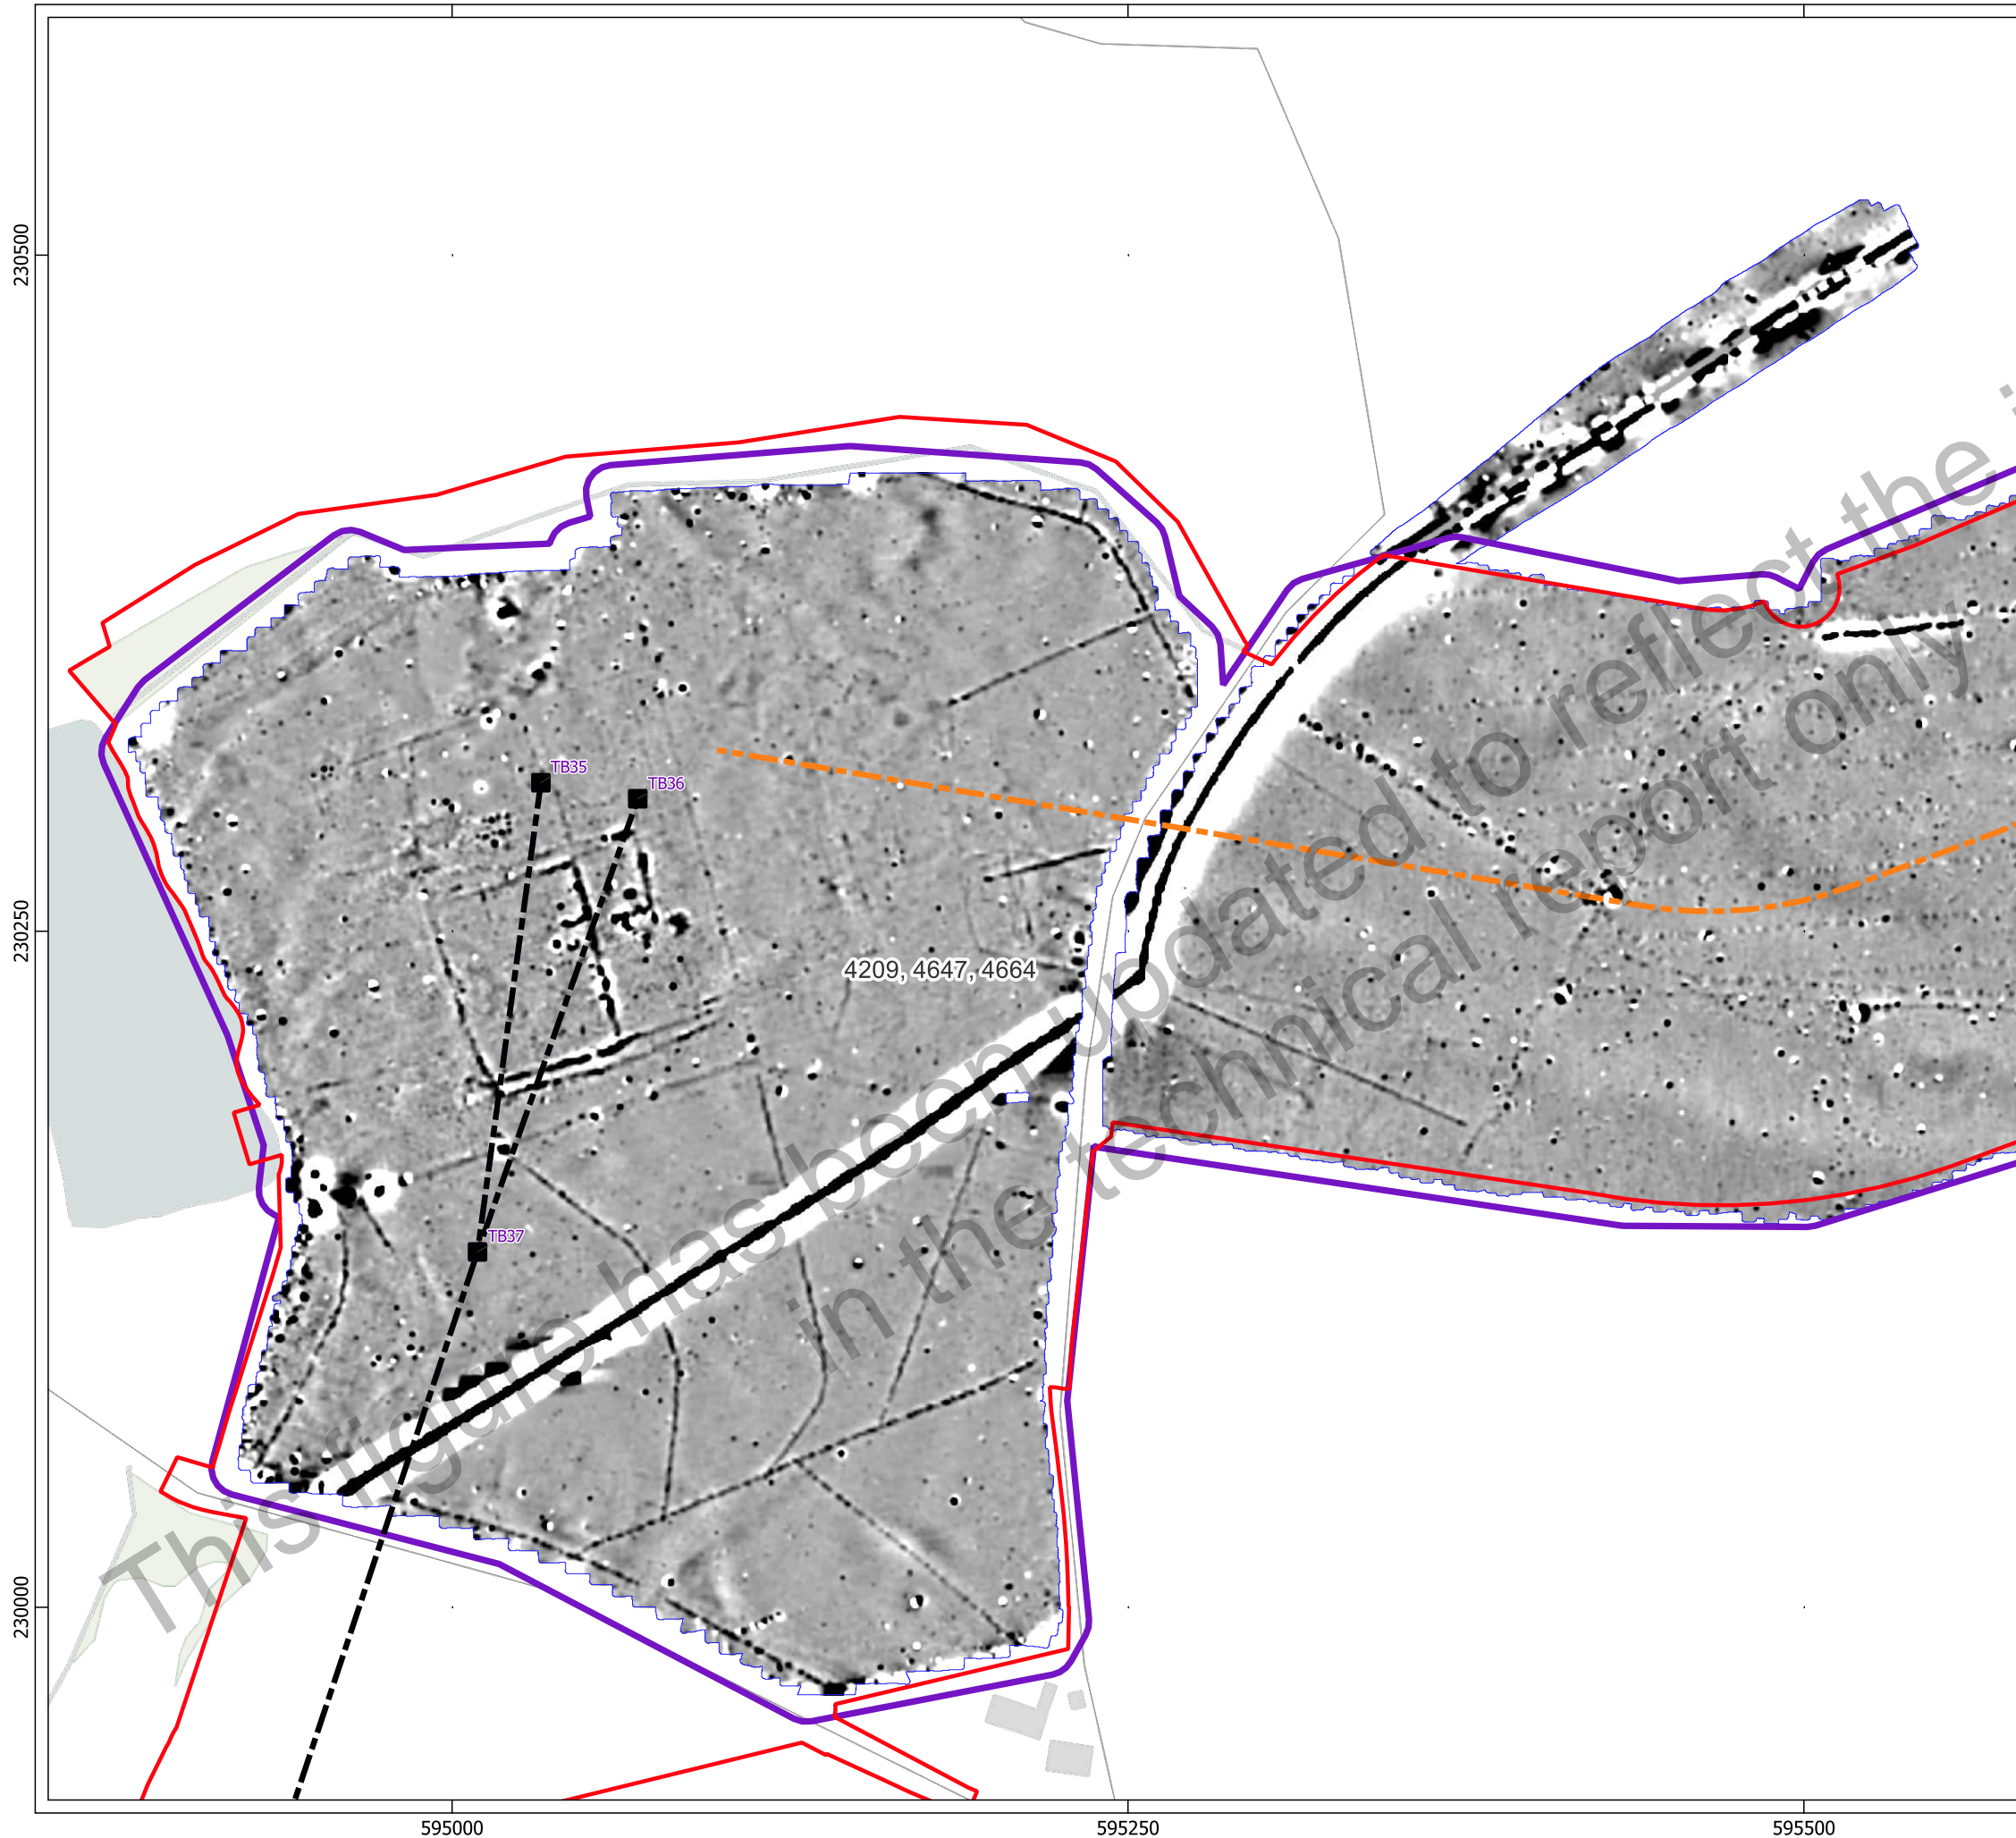 230500
TB35
TB36
230250
4209, 4647, 4664
TB37
230000
This figure has been updated to reflect the i
in the technical report only
595000
595250
595500